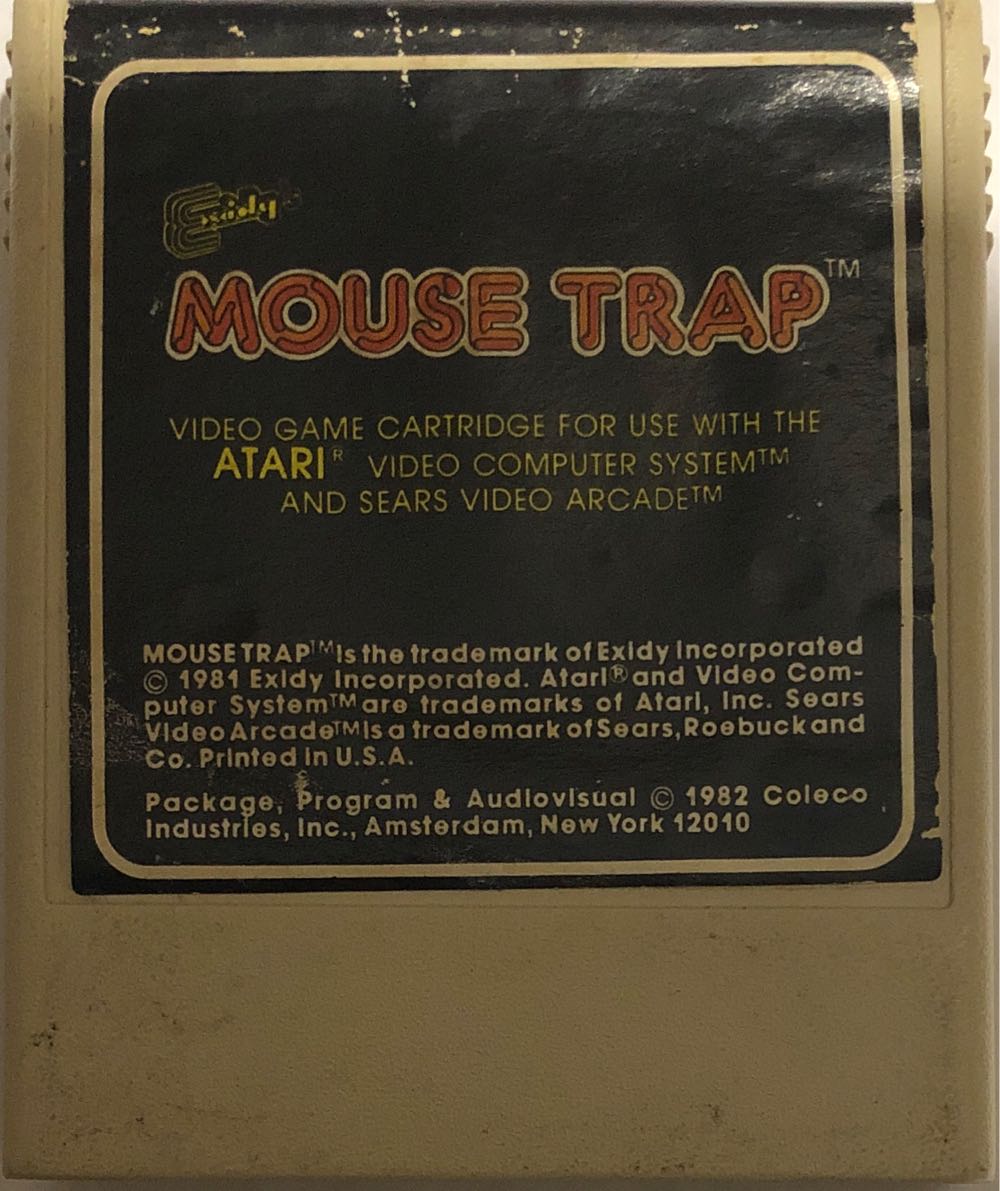 Exidy
MOUSE TRAP™
VIDEO GAME CARTRIDGE FOR USE WITH THE
ATARI® VIDEO COMPUTER SYSTEM™
AND SEARS VIDEO ARCADE™
MOUSE TRAP™ is the trademark of Exidy Incorporated
© 1981 Exidy Incorporated. Atari® and Video Com-
puter System™ are trademarks of Atari, Inc. Sears
Video Arcade™ is a trademark of Sears, Roebuck and
Co. Printed in U.S.A.
Package, Program & Audiovisual © 1982 Coleco
Industries, Inc., Amsterdam, New York 12010